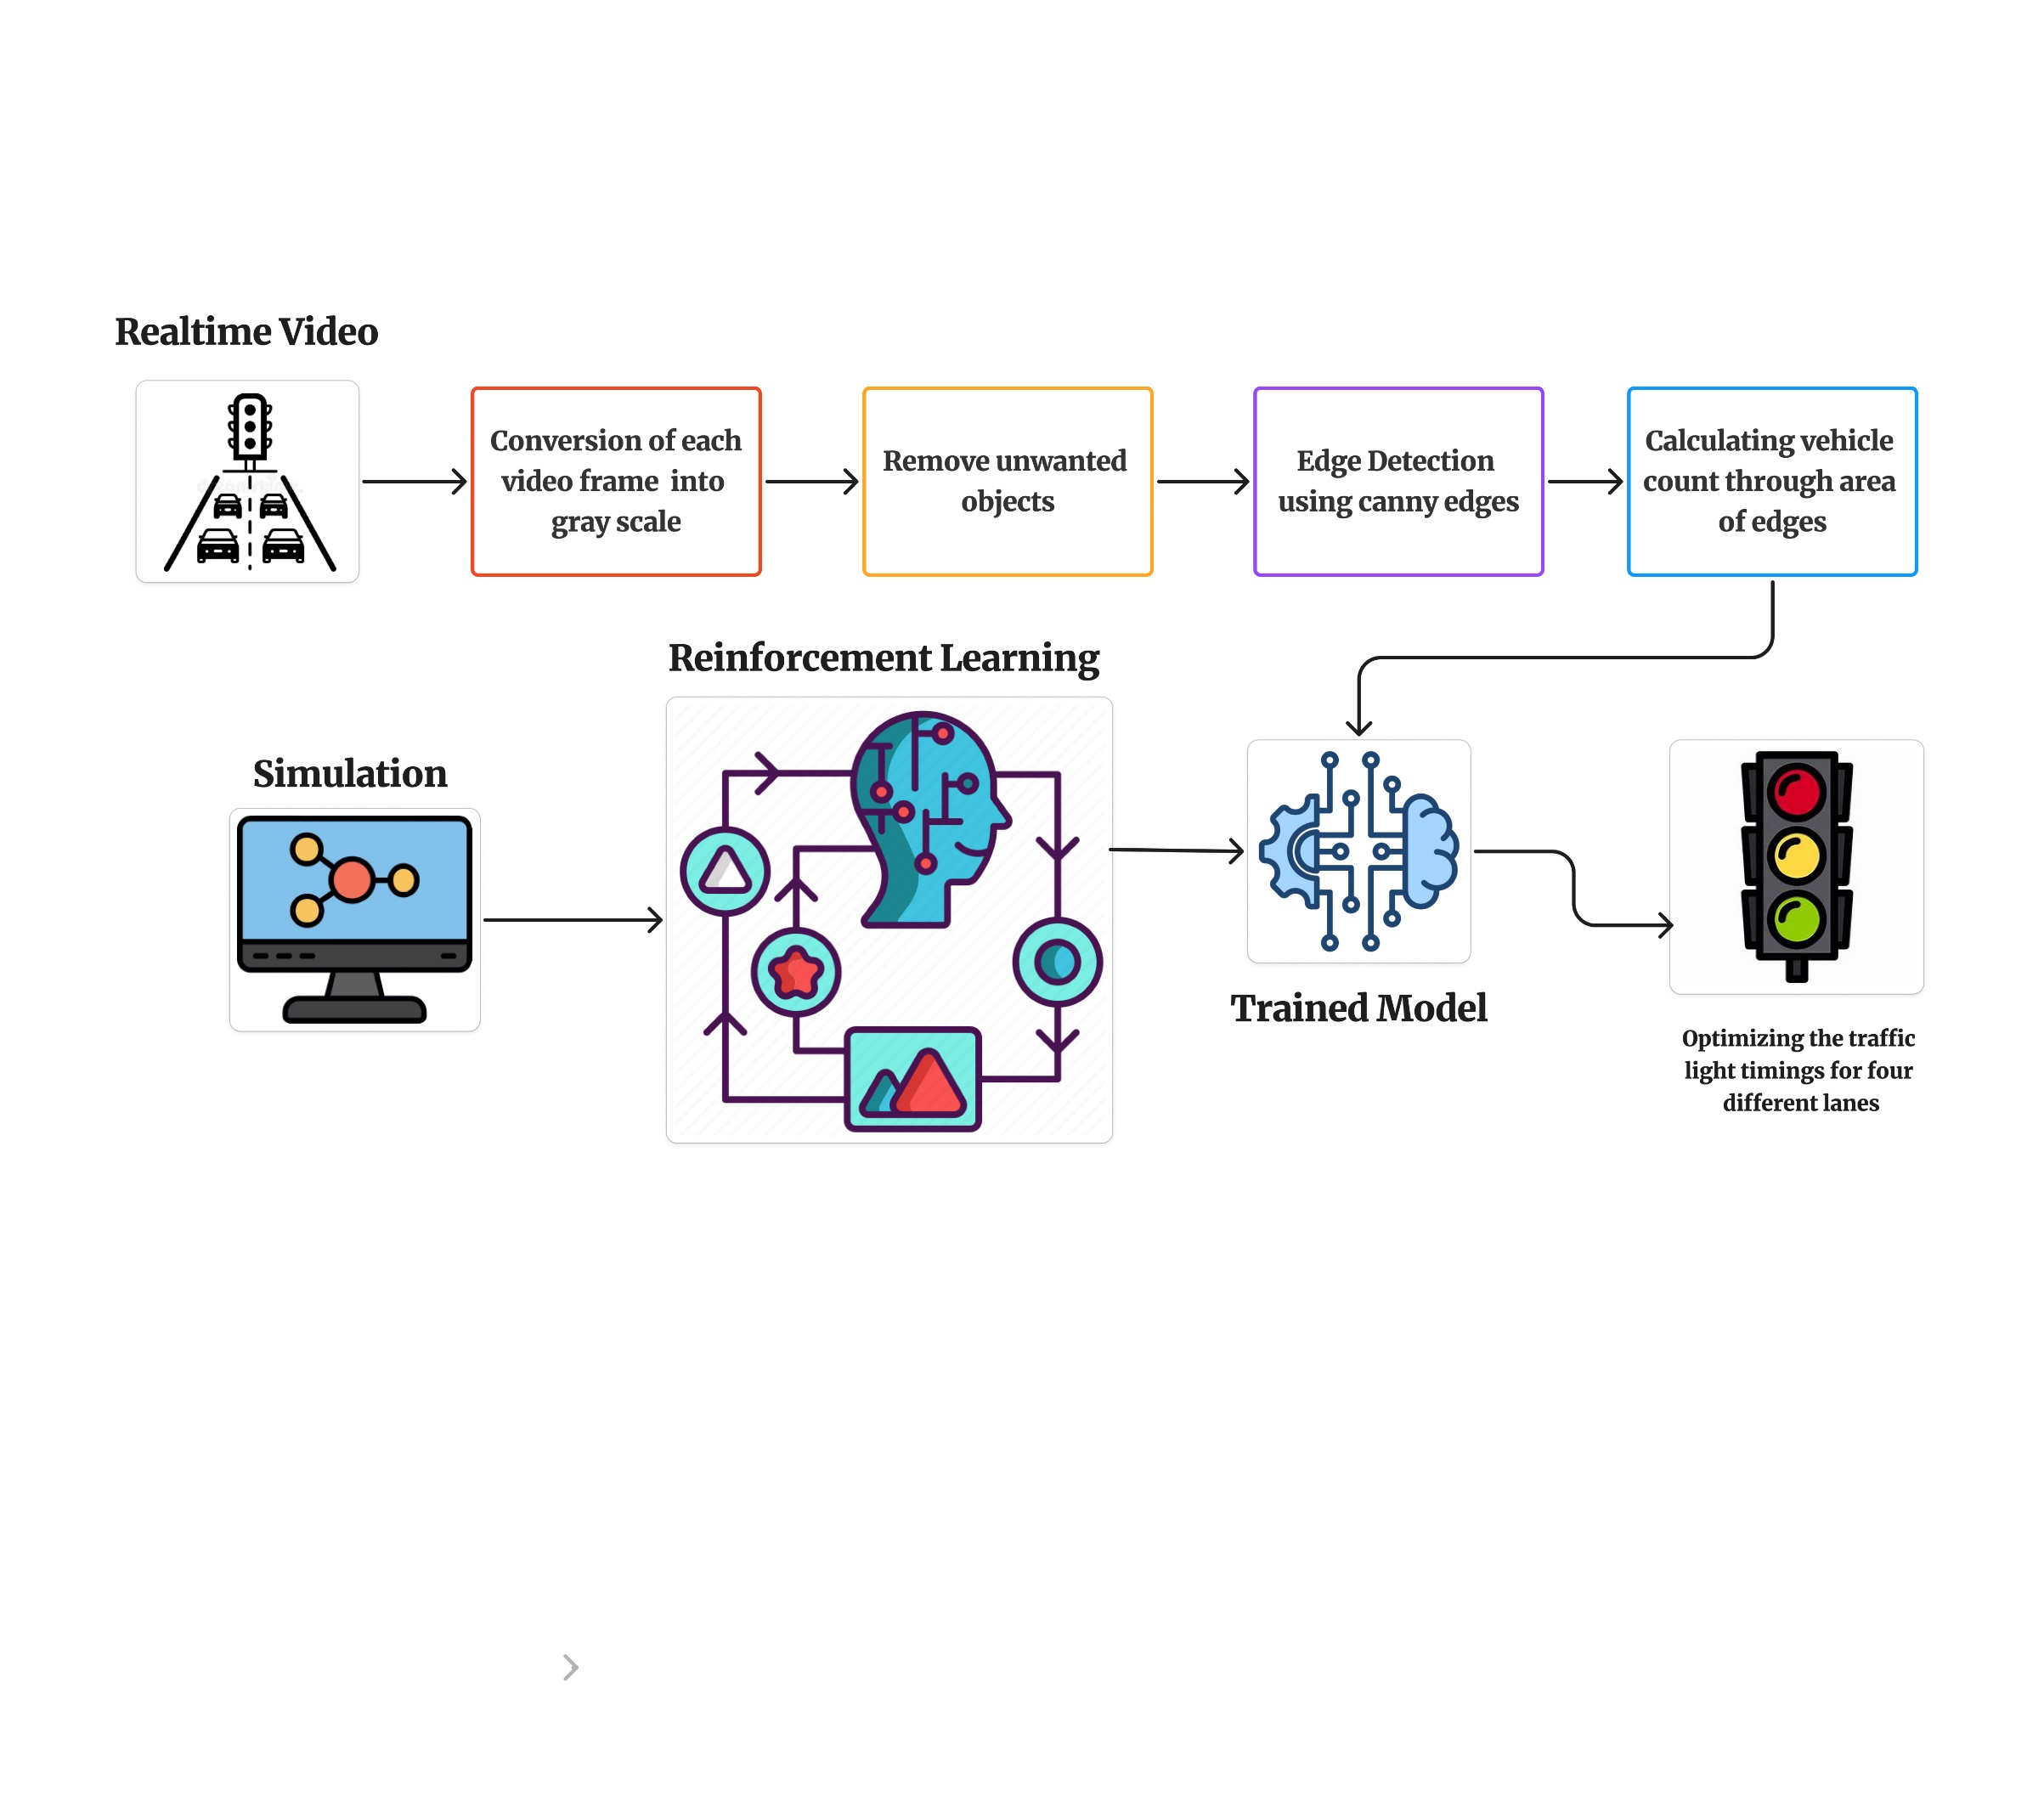 Realtime Video
Conversion of each
video frame into
gray scale
Remove unwanted
objects
Edge Detection
using canny edges
Calculating vehicle
count through area
of edges
Reinforcement Learning
Simulation
Trained Model
Optimizing the traffic
light timings for four
different lanes